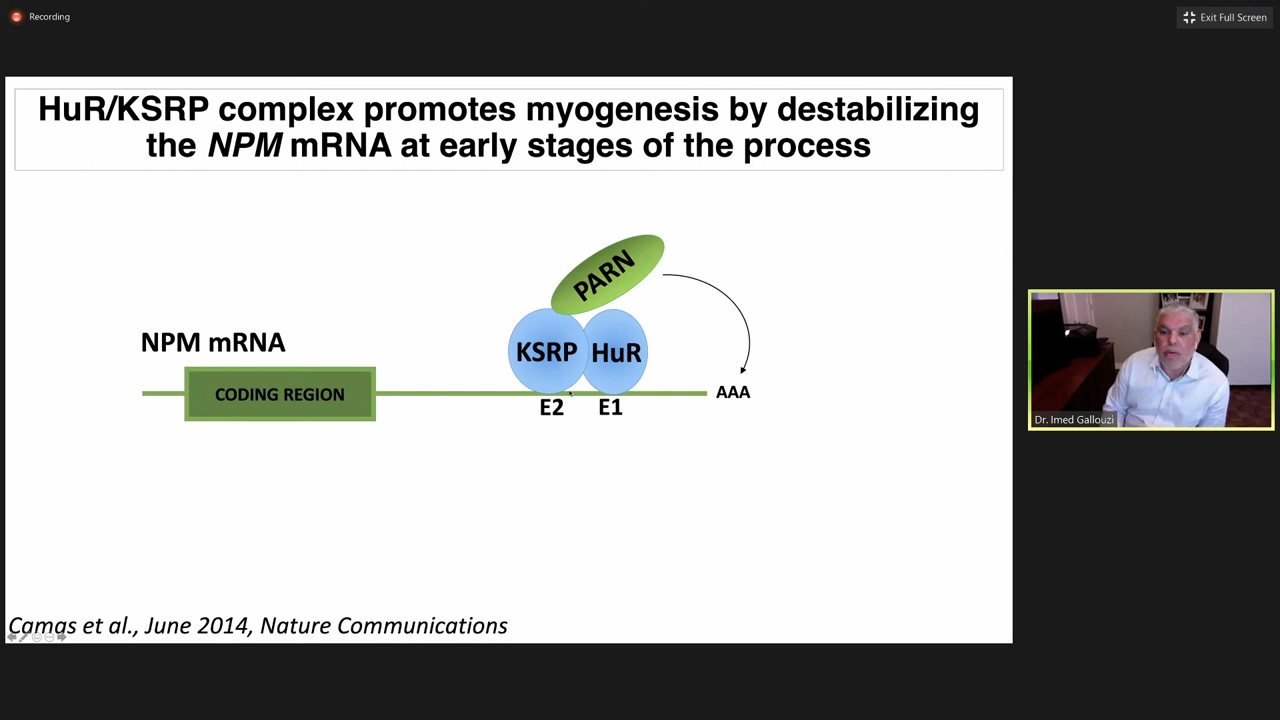 Recording
Exit Full Screen
HuR/KSRP complex promotes myogenesis by destabilizing
the NPM mRNA at early stages of the process
PARN
NPM mRNA
KSRP
HuR
CODING REGION
AAA
E2
E1
Dr. Imed Gallouzi
Camas et al., June 2014, Nature Communications